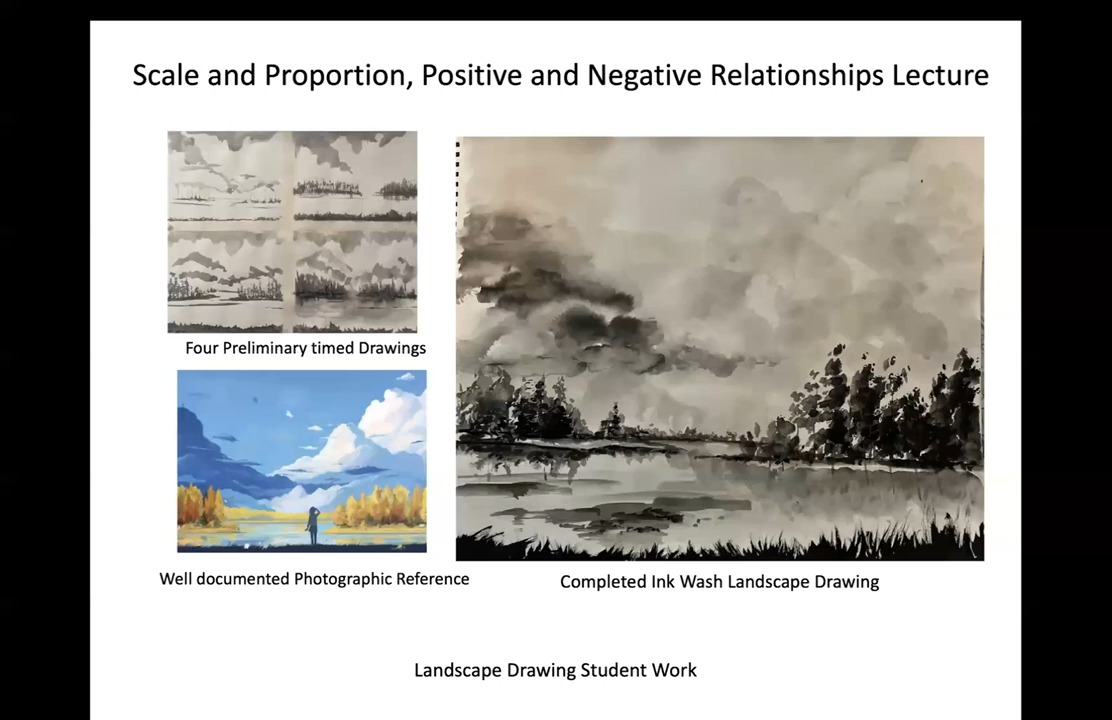 Scale and Proportion, Positive and Negative Relationships Lecture
Four Preliminary timed Drawings
Well documented Photographic Reference
Completed Ink Wash Landscape Drawing
Landscape Drawing Student Work